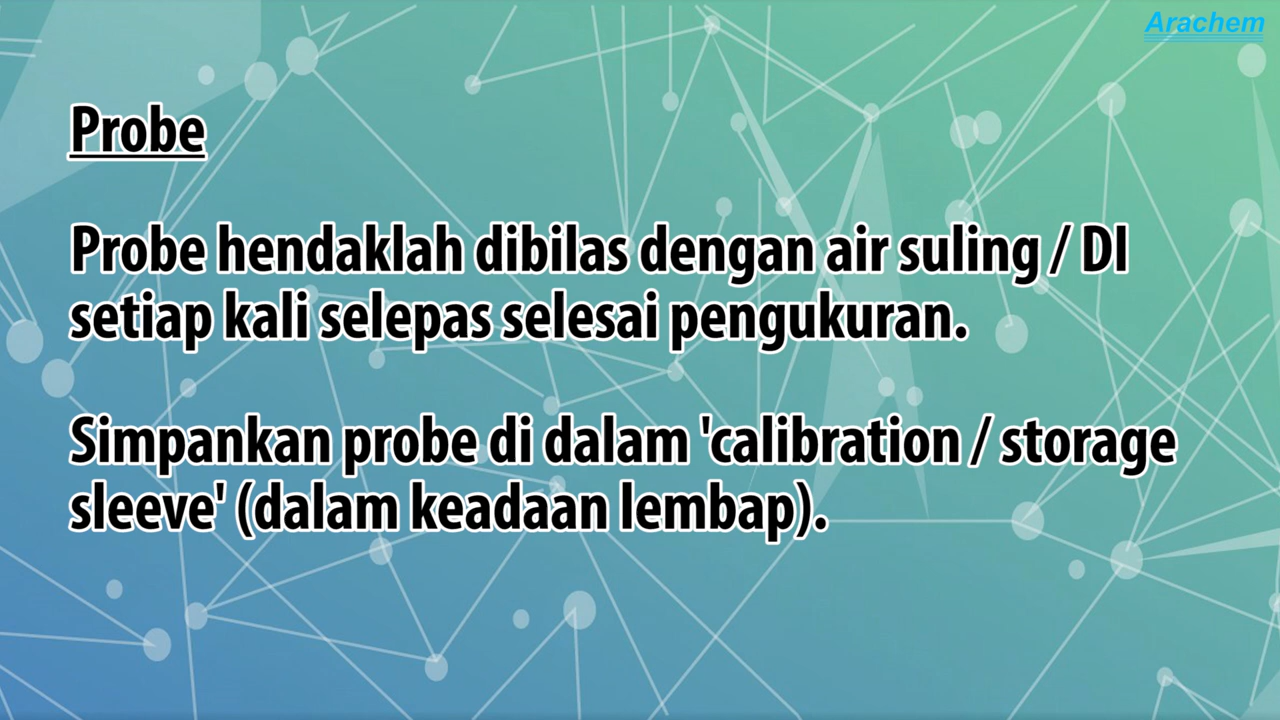 Arachem
Probe
Probe hendaklah dibilas dengan air suling / DI
setiap kali selepas selesai pengukuran.
Simpankan probe di dalam 'calibration / storage
sleeve' (dalam keadaan lembap).